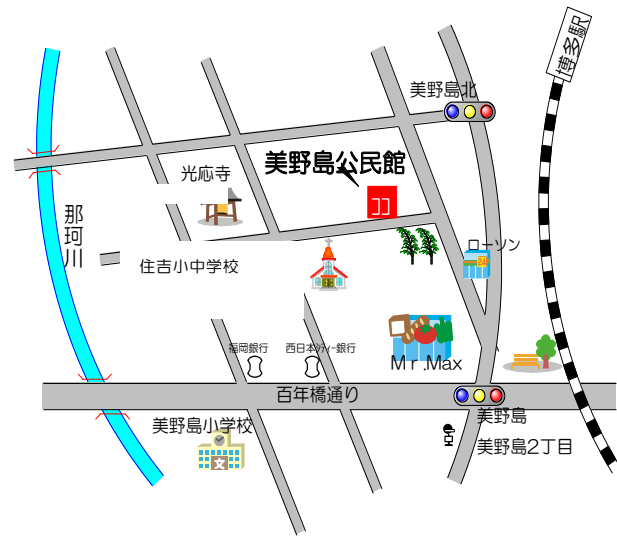 博多駅
美野島北
美野島公民館
ココ
光応寺
那珂川
ローソン
24
住吉小中学校
福岡銀行
西日本シティー銀行
Mr.Max
百年橋通り
美野島小学校
文
美野島
美野島2丁目